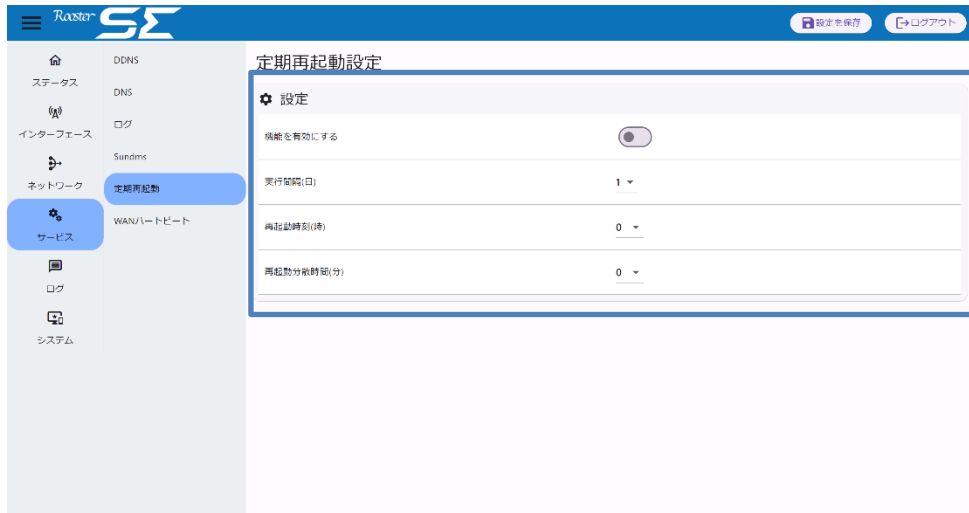 Rooster SE
設定を保存
ログアウト
ステータス
インターフェース
ネットワーク
サービス
ログ
システム
DDNS
DNS
ログ
Sundms
定期再起動
WANハートビート
定期再起動設定
設定
機能を有効にする
実行間隔(日) 1
再起動時刻(時) 0
再起動分散時間(分) 0